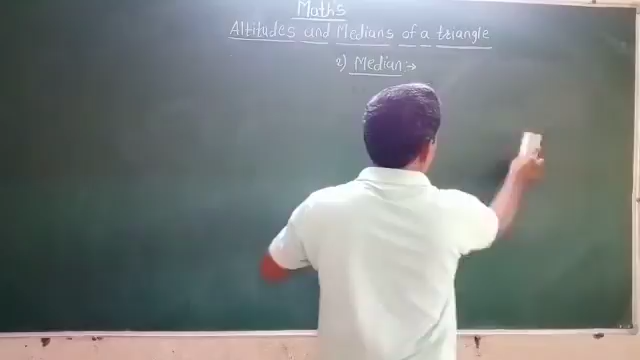 Maths
Altitudes and Medians of a triangle
2) Median →